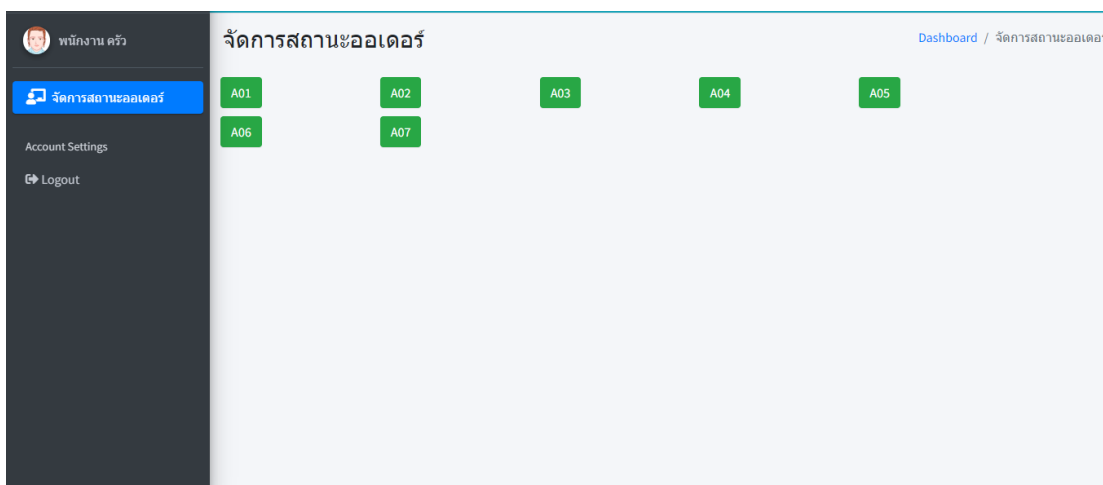 พนักงาน ครัว
จัดการสถานะออเดอร์
Account Settings
Logout
จัดการสถานะออเดอร์
Dashboard / จัดการสถานะออเดอร
A01 A02 A03 A04 A05
A06 A07